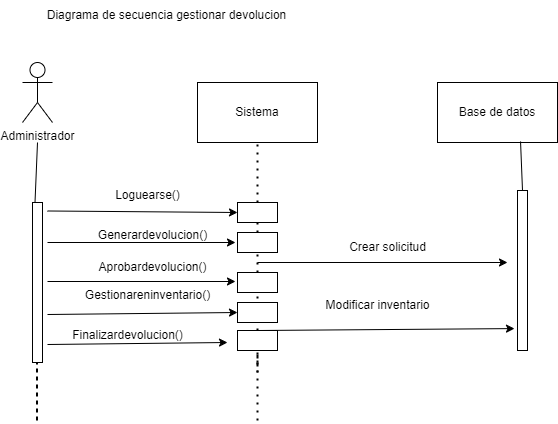 Diagrama de secuencia gestionar devolucion
Sistema
Base de datos
Administrador
Loguearse()
Generardevolucion()
Crear solicitud
Aprobardevolucion()
Gestionareninventario()
Modificar inventario
Finalizardevolucion()